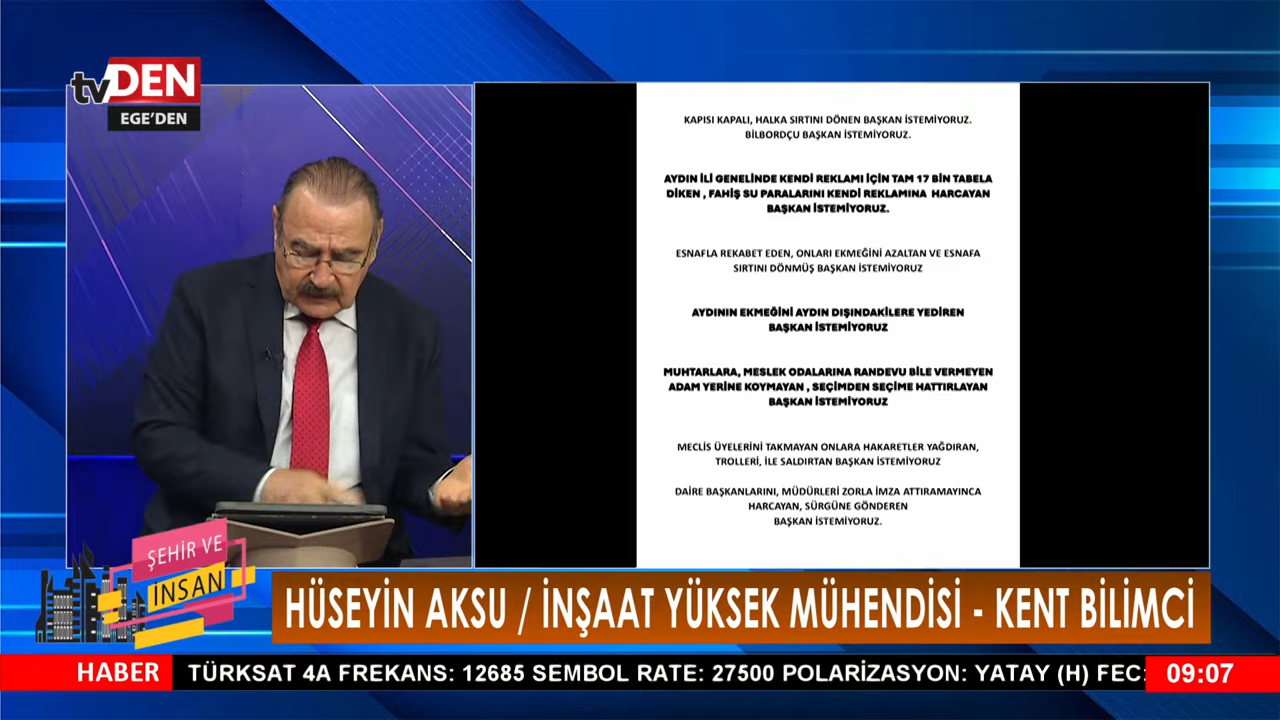 tvDEN
EGE'DEN
KAPISI KAPALI, HALKA SIRTINI DÖNEN BAŞKAN İSTEMİYORUZ.
BİLBORDÇU BAŞKAN İSTEMİYORUZ.
AYDIN İLİ GENELİNDE KENDİ REKLAMI İÇİN TAM 17 BİN TABELA
DİKEN , FAHİŞ SU PARALARINI KENDİ REKLAMINA HARCAYAN
BAŞKAN İSTEMİYORUZ.
ESNAFLA REKABET EDEN, ONLARI EKMEĞİNİ AZALTAN VE ESNAFA
SIRTINI DÖNMÜŞ BAŞKAN İSTEMİYORUZ
AYDININ EKMEĞİNİ AYDIN DIŞINDAKİLERE YEDİREN
BAŞKAN İSTEMİYORUZ
MUHTARLARA, MESLEK ODALARINA RANDEVU BİLE VERMEYEN
ADAM YERİNE KOYMAYAN , SEÇİMDEN SEÇİME HATTIRLAYAN
BAŞKAN İSTEMİYORUZ
MECLİS ÜYELERİNİ TAKMAYAN ONLARA HAKARETLER YAĞDIRAN,
TROLLERİ, İLE SALDIRTAN BAŞKAN İSTEMİYORUZ
DAİRE BAŞKANLARINI, MÜDÜRLERİ ZORLA İMZA ATTIRAMAYINCA
HARCAYAN, SÜRGÜNE GÖNDEREN
BAŞKAN İSTEMİYORUZ.
ŞEHİR VE
İNSAN
HÜSEYİN AKSU / İNŞAAT YÜKSEK MÜHENDİSİ - KENT BİLİMCİ
HABER TÜRKSAT 4A FREKANS: 12685 SEMBOL RATE: 27500 POLARİZASYON: YATAY (H) FEC: 09:07